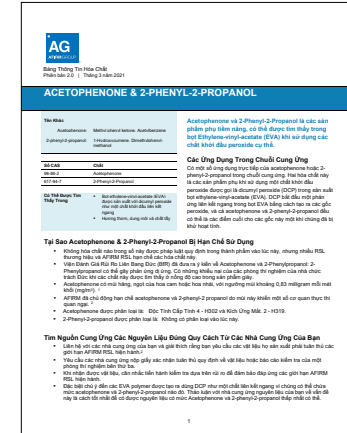 AG
AFIRM GROUP
Bảng Thông Tin Hóa Chất
Phiên bản 2.0 | Tháng 3 năm 2021
ACETOPHENONE & 2-PHENYL-2-PROPANOL
Tên Khác
Acetophenone: Methyl phenyl ketone, Acetylbenzene
2-phenyl-2-propanol: 1-Hydroxycumene, Dimethylphenyl-
methanol
Số CAS Chất
98-86-2 Acetophenone
617-94-7 2-Phenyl-2-Propanol
Có Thể Được Tìm
Thấy Trong
• Bọt ethylene-vinyl-acetate (EVA)
được sản xuất với dicumyl peroxide
như một chất khởi đầu liên kết
ngang
• Hương thơm, dung môi và chất tẩy
Acetophenone và 2-Phenyl-2-Propanol là các sản
phẩm phụ tiềm năng, có thể được tìm thấy trong
bọt Ethylene-vinyl-acetate (EVA) khi sử dụng các
chất khởi đầu peroxide cụ thể.
Các Ứng Dụng Trong Chuỗi Cung Ứng
Có một số ứng dụng trực tiếp của acetophenone hoặc 2-
phenyl-2-propanol trong chuỗi cung ứng. Hai hóa chất này
là các sản phẩm phụ khi sử dụng một chất khởi đầu
peroxide được gọi là dicumyl peroxide (DCP) trong sản xuất
bọt ethylene-vinyl-acetate (EVA). DCP bắt đầu một phản
ứng liên kết ngang trong bọt EVA bằng cách tạo ra các gốc
peroxide, và cả acetophenone và 2-phenyl-2-propanol đều
có thể là các điểm cuối cho các gốc này một khi chúng đã bị
khử hoạt tính.
Tại Sao Acetophenone & 2-Phenyl-2-Propanol Bị Hạn Chế Sử Dụng
• Không hóa chất nào trong số này được pháp luật quy định trong thành phẩm vào lúc này, nhưng nhiều RSL
thương hiệu và AFIRM RSL hạn chế các hóa chất này.
• Viện Đánh Giá Rủi Ro Liên Bang Đức (BfR) đã đưa ra ý kiến về Acetophenone và 2-Phenylpropanol: 2-
Phenylpropanol có thể gây phản ứng dị ứng. Có những khiếu nại của các phòng thí nghiệm của nhà chức
trách Đức khi các chất này được tìm thấy ở nồng độ cao trong sản phẩm giày.
• Acetophenone có mùi hăng, ngọt của hoa cam hoặc hoa nhài, với ngưỡng mùi khoảng 0,83 miligram mỗi mét
khối (mg/m³). ¹
• AFIRM đã chủ động hạn chế acetophenone và 2-phenyl-2 propanol do mùi này khiến một số cơ quan thực thi
quan ngại. ²
• Acetophenone được phân loại là: Độc Tính Cấp Tính 4 - H302 và Kích Ứng Mắt. 2 - H319.
• 2-Phenyl-2-propanol được phân loại là: Không có phân loại vào lúc này.
Tìm Nguồn Cung Ứng Các Nguyên Liệu Đúng Quy Cách Từ Các Nhà Cung Ứng Của Bạn
• Liên hệ với các nhà cung ứng của bạn và giải thích rằng bạn yêu cầu các vật liệu họ sản xuất phải tuân thủ các
giới hạn AFIRM RSL hiện hành.²
• Yêu cầu các nhà cung ứng nộp giấy xác nhận tuân thủ quy định về vật liệu hoặc báo cáo kiểm tra của một
phòng thí nghiệm bên thứ ba.
• Khi nhận được vật liệu, cân nhắc tiến hành kiểm tra dựa trên rủi ro để đảm bảo đáp ứng các giới hạn AFIRM
RSL hiện hành.
• Đặc biệt chú ý đến các EVA polymer được tạo ra dùng DCP như một chất liên kết ngang vì chúng có thể chứa
mức acetophenone và 2-phenyl-2-propanol nào đó. Thảo luận với nhà cung ứng nguyên liệu của bạn về vấn đề
này là cách tốt nhất để có được nguyên liệu có mức Acetophenone và 2-phenyl-2-propanol thấp nhất có thể.
1